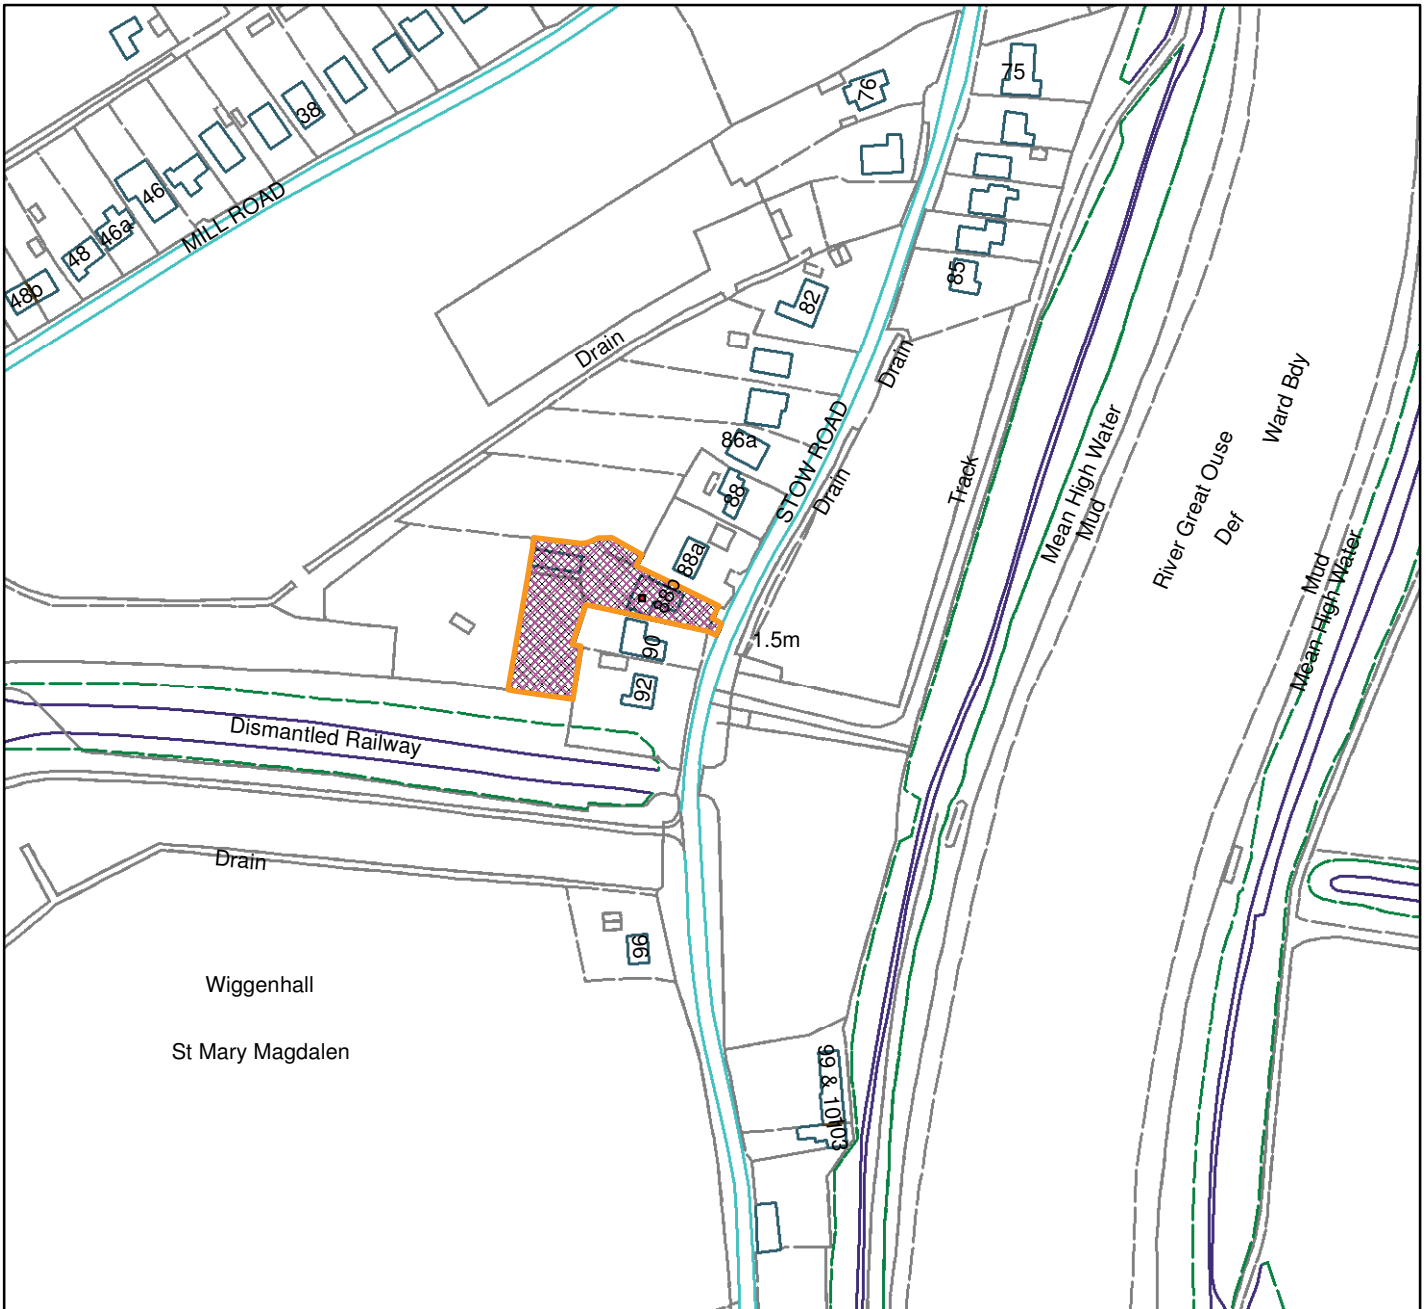 75
76
38
46
MILL ROAD
46a
48
48b
85
82
Drain
Drain
Ward Bdy
86a
STOW ROAD
Mean High Water
River Great Ouse
Track
88
Drain
Mud
Def
88a
Mud
Mean High Water
88b
90
1.5m
92
Dismantled Railway
Drain
96
Wiggenhall
St Mary Magdalen
99 & 101
103